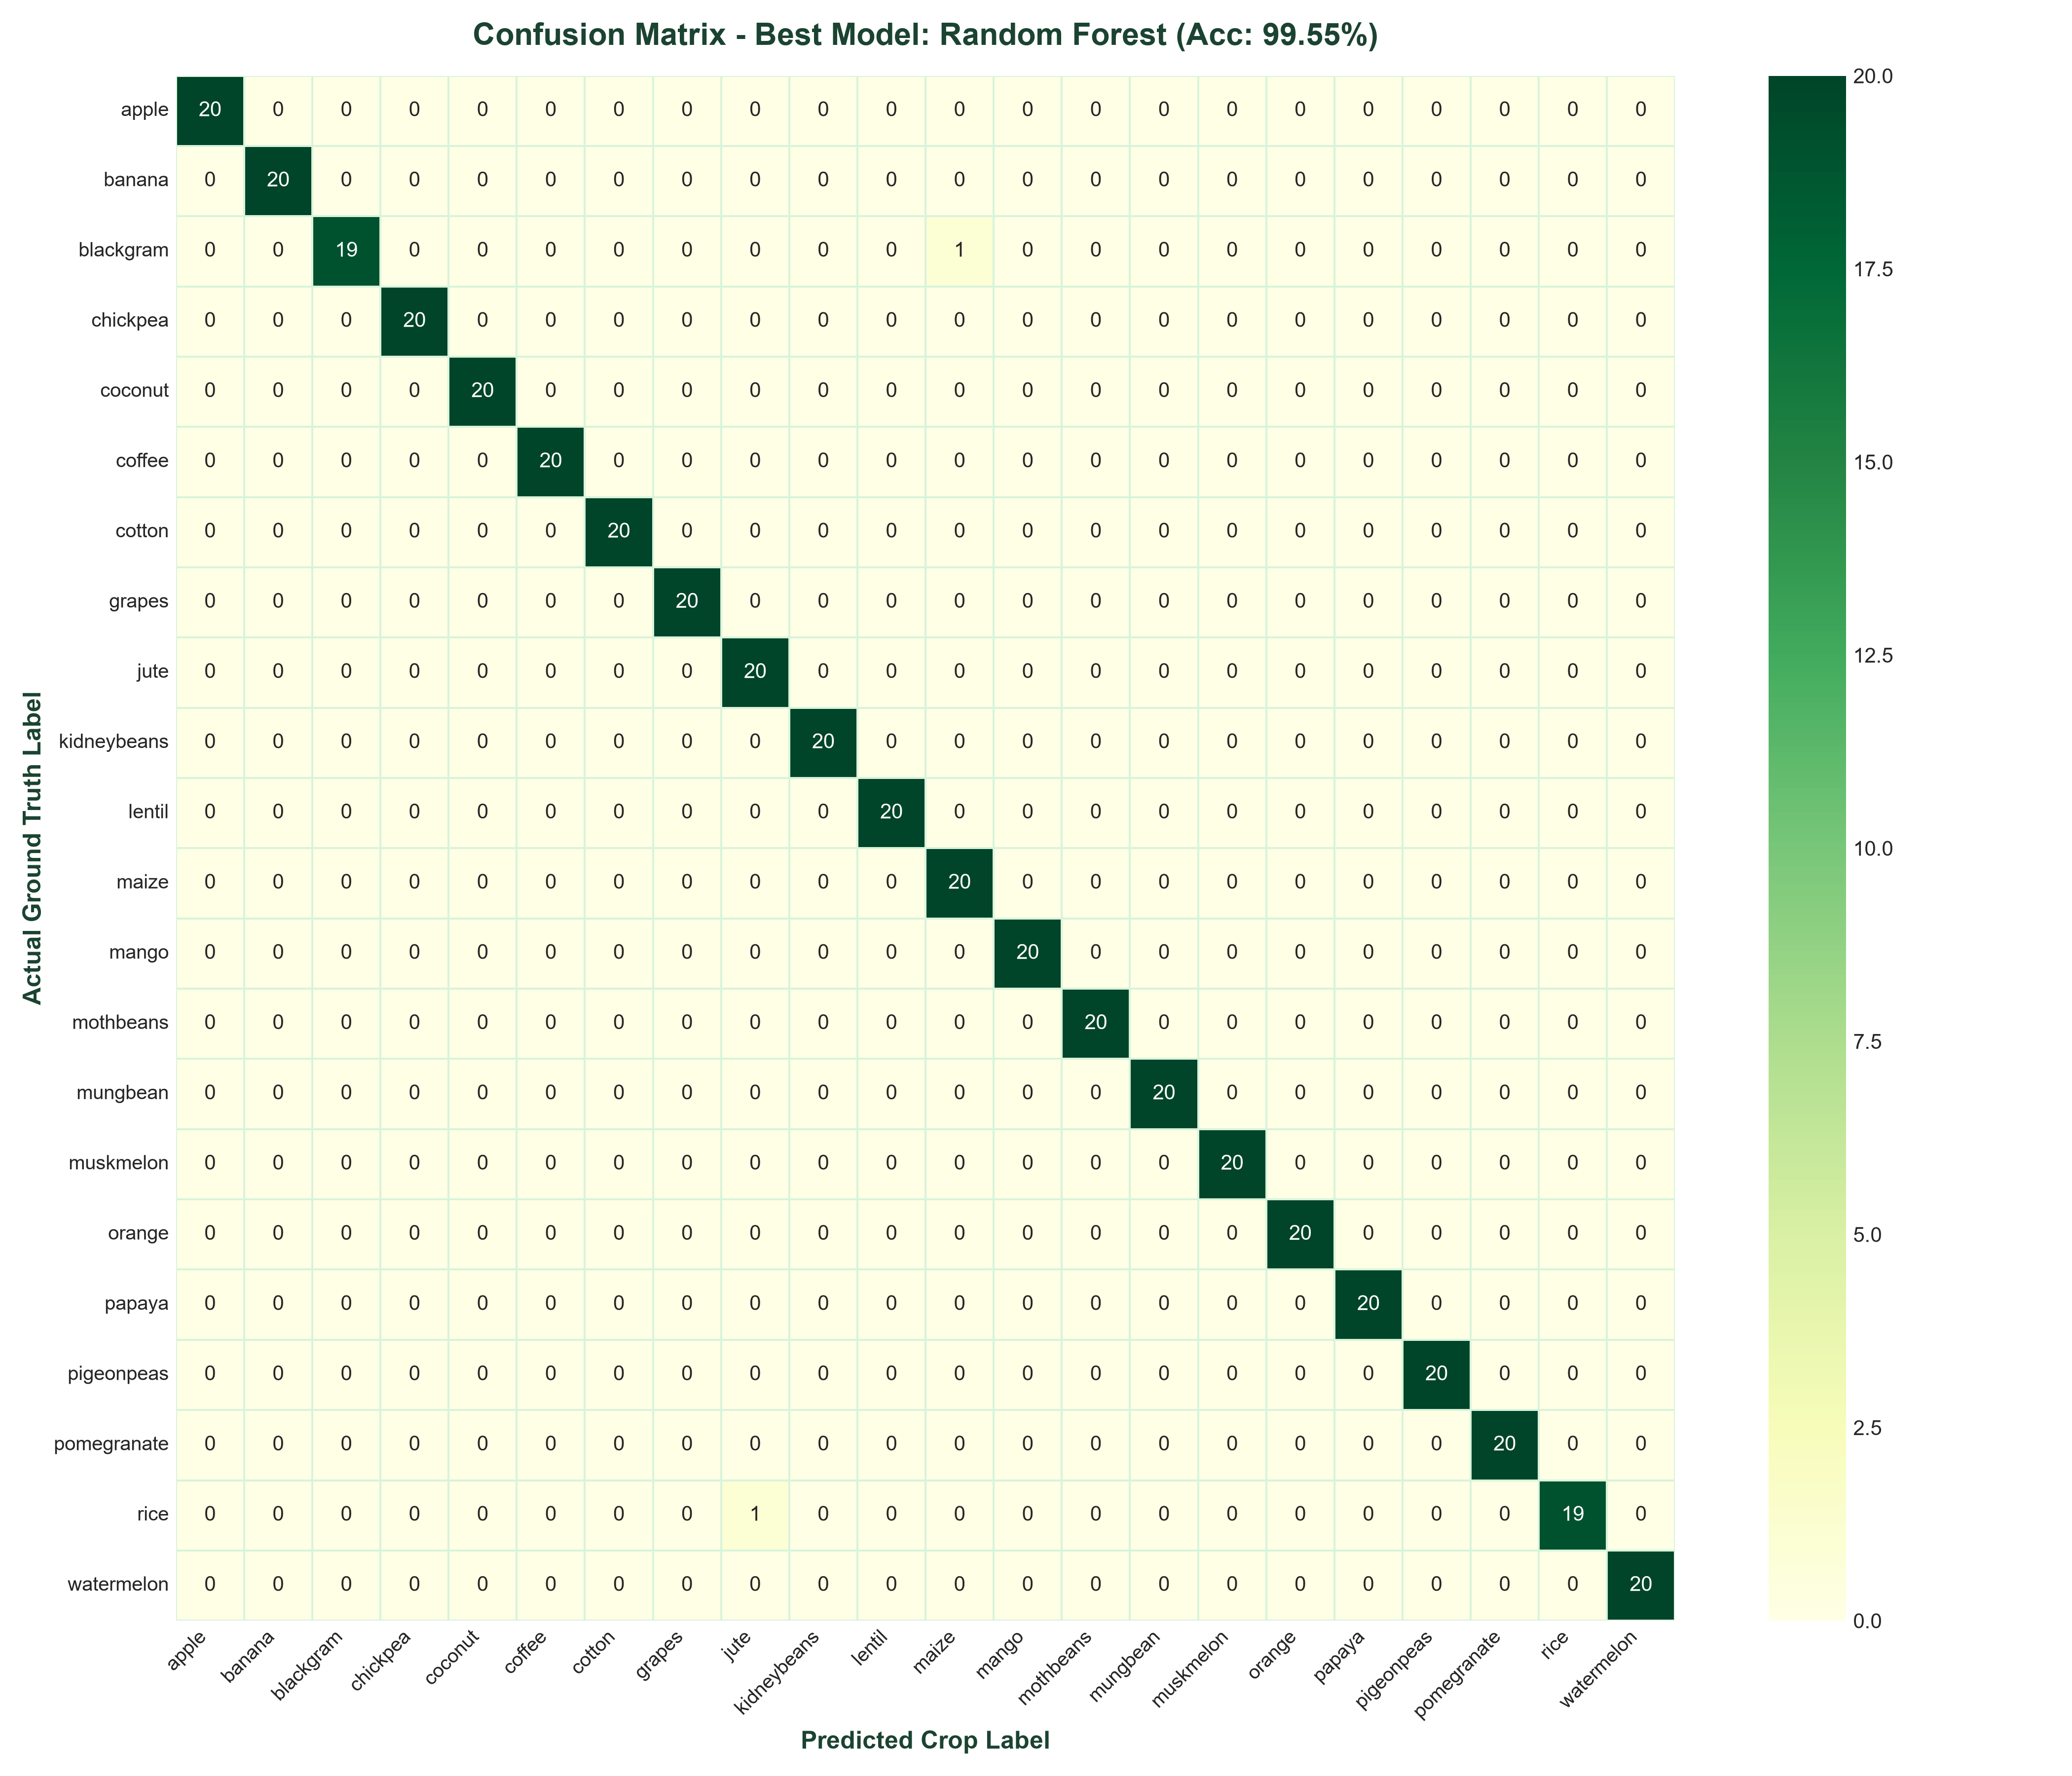 Confusion Matrix - Best Model: Random Forest (Acc: 99.55%)
apple 20 0 0 0 0 0 0 0 0 0 0 0 0 0 0 0 0 0 0 0 0 0
banana 0 20 0 0 0 0 0 0 0 0 0 0 0 0 0 0 0 0 0 0 0 0
blackgram 0 0 19 0 0 0 0 0 0 0 0 1 0 0 0 0 0 0 0 0 0 0
chickpea 0 0 0 20 0 0 0 0 0 0 0 0 0 0 0 0 0 0 0 0 0 0
coconut 0 0 0 0 20 0 0 0 0 0 0 0 0 0 0 0 0 0 0 0 0 0
coffee 0 0 0 0 0 20 0 0 0 0 0 0 0 0 0 0 0 0 0 0 0 0
cotton 0 0 0 0 0 0 20 0 0 0 0 0 0 0 0 0 0 0 0 0 0 0
grapes 0 0 0 0 0 0 0 20 0 0 0 0 0 0 0 0 0 0 0 0 0 0
jute 0 0 0 0 0 0 0 0 20 0 0 0 0 0 0 0 0 0 0 0 0 0
kidneybeans 0 0 0 0 0 0 0 0 0 20 0 0 0 0 0 0 0 0 0 0 0 0
lentil 0 0 0 0 0 0 0 0 0 0 20 0 0 0 0 0 0 0 0 0 0 0
maize 0 0 0 0 0 0 0 0 0 0 0 20 0 0 0 0 0 0 0 0 0 0
mango 0 0 0 0 0 0 0 0 0 0 0 0 20 0 0 0 0 0 0 0 0 0
mothbeans 0 0 0 0 0 0 0 0 0 0 0 0 0 20 0 0 0 0 0 0 0 0
mungbean 0 0 0 0 0 0 0 0 0 0 0 0 0 0 20 0 0 0 0 0 0 0
muskmelon 0 0 0 0 0 0 0 0 0 0 0 0 0 0 0 20 0 0 0 0 0 0
orange 0 0 0 0 0 0 0 0 0 0 0 0 0 0 0 0 20 0 0 0 0 0
papaya 0 0 0 0 0 0 0 0 0 0 0 0 0 0 0 0 0 20 0 0 0 0
pigeonpeas 0 0 0 0 0 0 0 0 0 0 0 0 0 0 0 0 0 0 20 0 0 0
pomegranate 0 0 0 0 0 0 0 0 0 0 0 0 0 0 0 0 0 0 0 20 0 0
rice 0 0 0 0 0 0 0 0 1 0 0 0 0 0 0 0 0 0 0 0 19 0
watermelon 0 0 0 0 0 0 0 0 0 0 0 0 0 0 0 0 0 0 0 0 0 20
apple banana blackgram chickpea coconut coffee cotton grapes jute kidneybeans lentil maize mango mothbeans mungbean muskmelon orange papaya pigeonpeas pomegranate rice watermelon
Predicted Crop Label
Actual Ground Truth Label
20.0
17.5
15.0
12.5
10.0
7.5
5.0
2.5
0.0